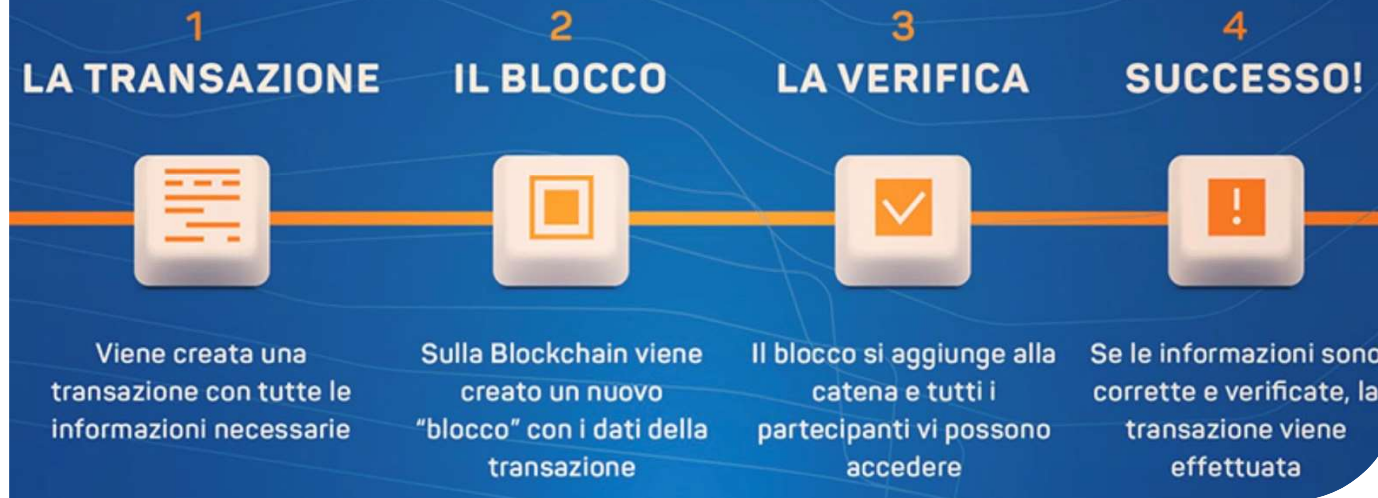 1
LA TRANSAZIONE
Viene creata una
transazione con tutte le
informazioni necessarie
2
IL BLOCCO
Sulla Blockchain viene
creato un nuovo
“blocco” con i dati della
transazione
3
LA VERIFICA
Il blocco si aggiunge alla
catena e tutti i
partecipanti vi possono
accedere
4
SUCCESSO!
Se le informazioni sono
corrette e verificate, la
transazione viene
effettuata